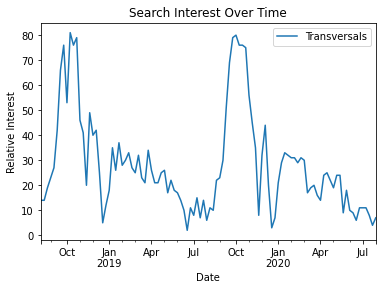 Search Interest Over Time
Transversals
80
70
60
50
40
30
20
10
0
Relative Interest
Oct Jan Apr Jul Oct Jan Apr Jul
2019 2020
Date